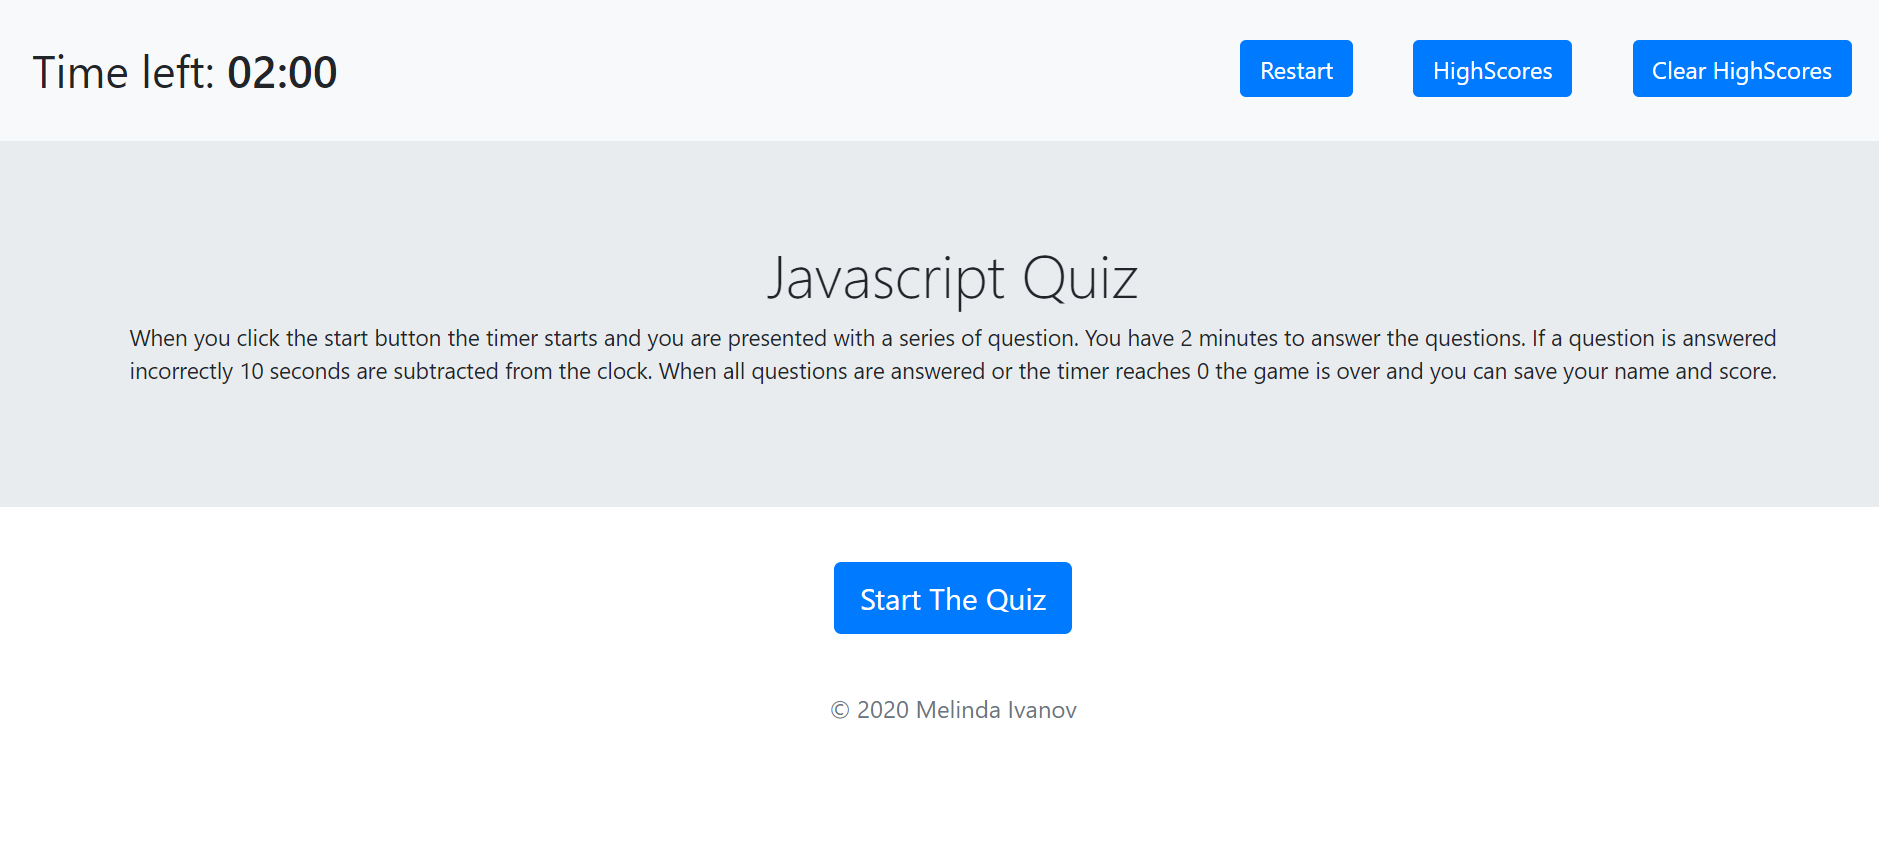 Time left: 02:00
Restart
HighScores
Clear HighScores
Javascript Quiz
When you click the start button the timer starts and you are presented with a series of question. You have 2 minutes to answer the questions. If a question is answered
incorrectly 10 seconds are subtracted from the clock. When all questions are answered or the timer reaches 0 the game is over and you can save your name and score.
Start The Quiz
© 2020 Melinda Ivanov